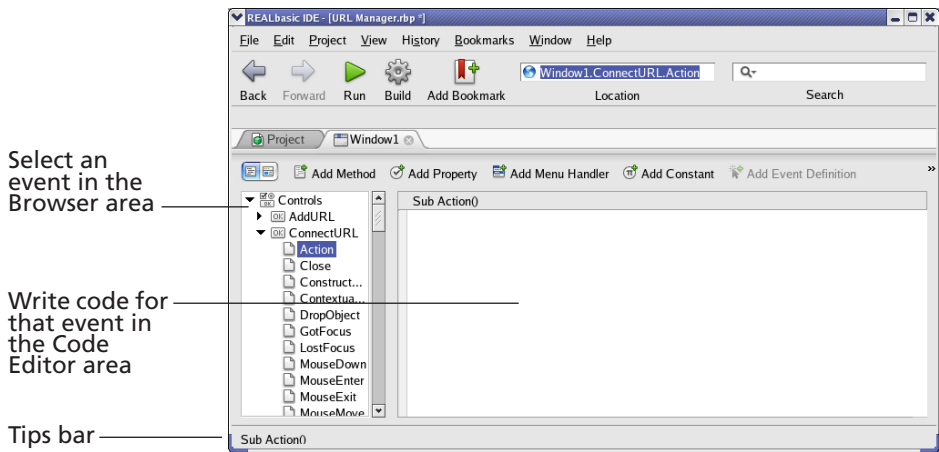 REALbasic IDE - [URL Manager.rbp *]
File Edit Project View History Bookmarks Window Help
Window1.ConnectURL.Action
Back Forward Run Build Add Bookmark Location Search
Project Window1
Add Method Add Property Add Menu Handler Add Constant Add Event Definition »
Select an
event in the
Browser area
Controls
Sub Action()
AddURL
ConnectURL
Action
Close
Construct...
Contextua...
DropObject
GotFocus
LostFocus
MouseDown
MouseEnter
MouseExit
MouseMove
Write code for
that event in
the Code
Editor area
Tips bar
Sub Action()